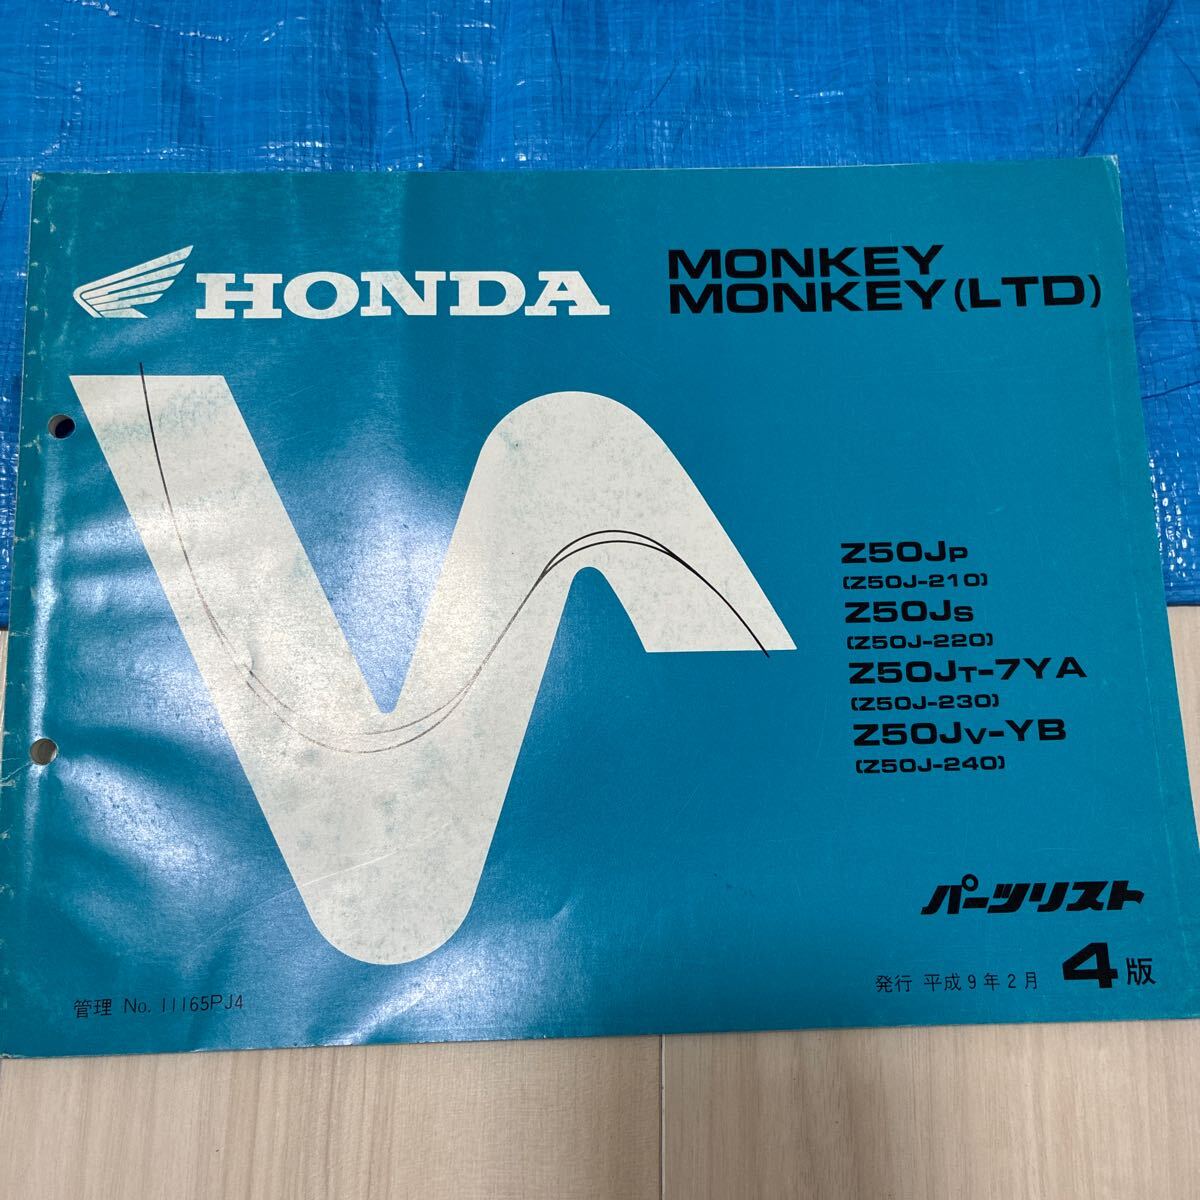 HONDA
MONKEY
MONKEY(LTD)
Z50JP
(Z50J-210)
Z50JS
(Z50J-220)
Z50JT-7YA
(Z50J-230)
Z50JV-YB
(Z50J-240)
パーツリスト
発行 平成9年2月 4版
管理 No. 11165PJ4